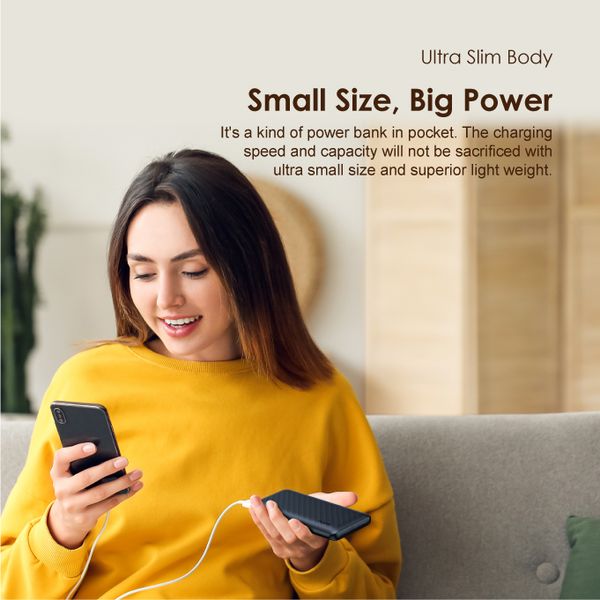 Ultra Slim Body
Small Size, Big Power
It's a kind of power bank in pocket. The charging
speed and capacity will not be sacrificed with
ultra small size and superior light weight.